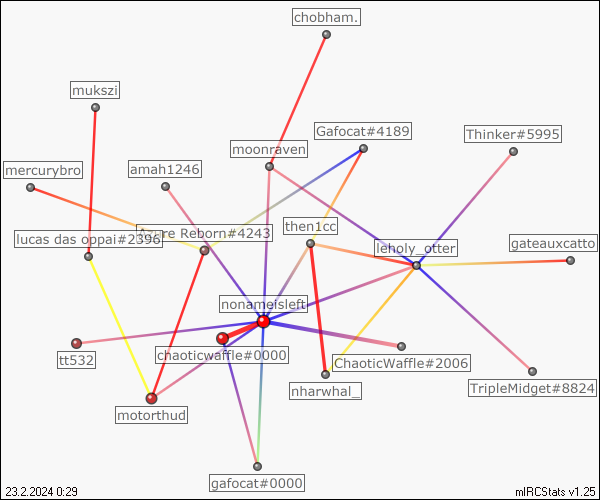 chobham.
mukszi
Gafocat#4189
Thinker#5995
moonraven
mercurybro
amah1246
Azure Reborn#4243
lucas das oppai#2396
then1cc
leholy_otter
gateauxcatto
nonameisleft
chaoticwaffle#0000
tt532
ChaoticWaffle#2006
nharwhal_
TripleMidget#8824
motorthud
gafocat#0000
23.2.2024 0:29
mIRCStats v1.25